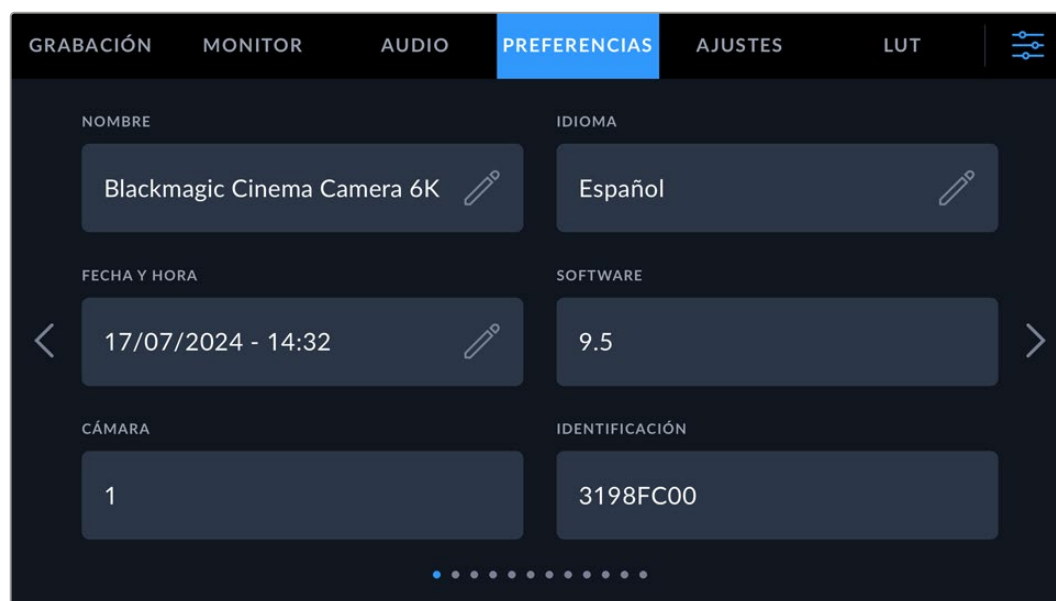 GRABACIÓN MONITOR AUDIO PREFERENCIAS AJUSTES LUT
NOMBRE IDIOMA
Blackmagic Cinema Camera 6K Español
FECHA Y HORA SOFTWARE
17/07/2024 - 14:32 9.5
CÁMARA IDENTIFICACIÓN
1 3198FC00